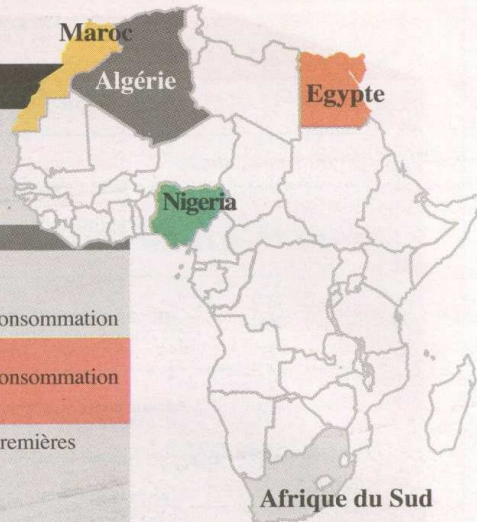 Maroc
Algérie
Egypte
Nigeria
onsommation
onsommation
remières
Afrique du Sud